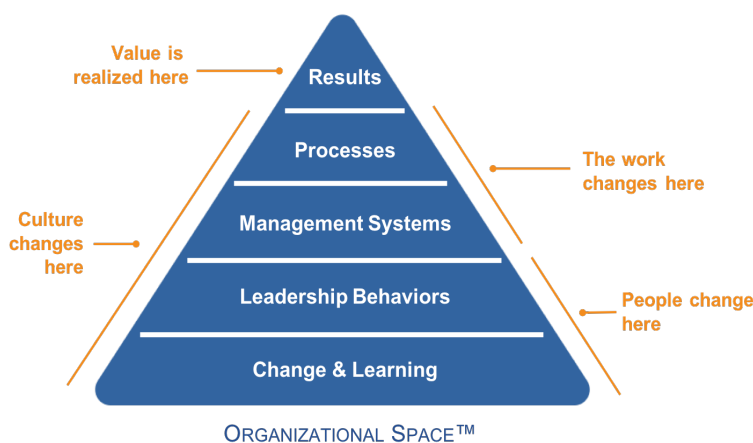 Value is
realized here
Results
Processes
The work
changes here
Culture
changes
here
Management Systems
Leadership Behaviors
People change
here
Change & Learning
ORGANIZATIONAL SPACE™